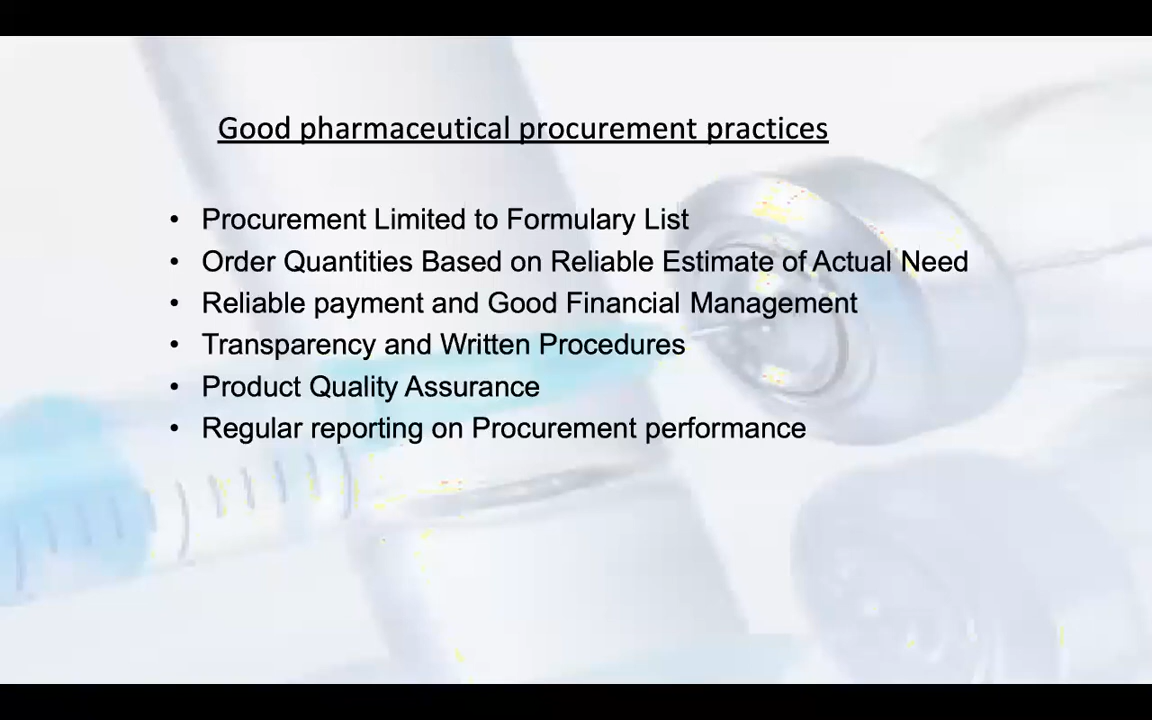 Good pharmaceutical procurement practices
• Procurement Limited to Formulary List
• Order Quantities Based on Reliable Estimate of Actual Need
• Reliable payment and Good Financial Management
• Transparency and Written Procedures
• Product Quality Assurance
• Regular reporting on Procurement performance